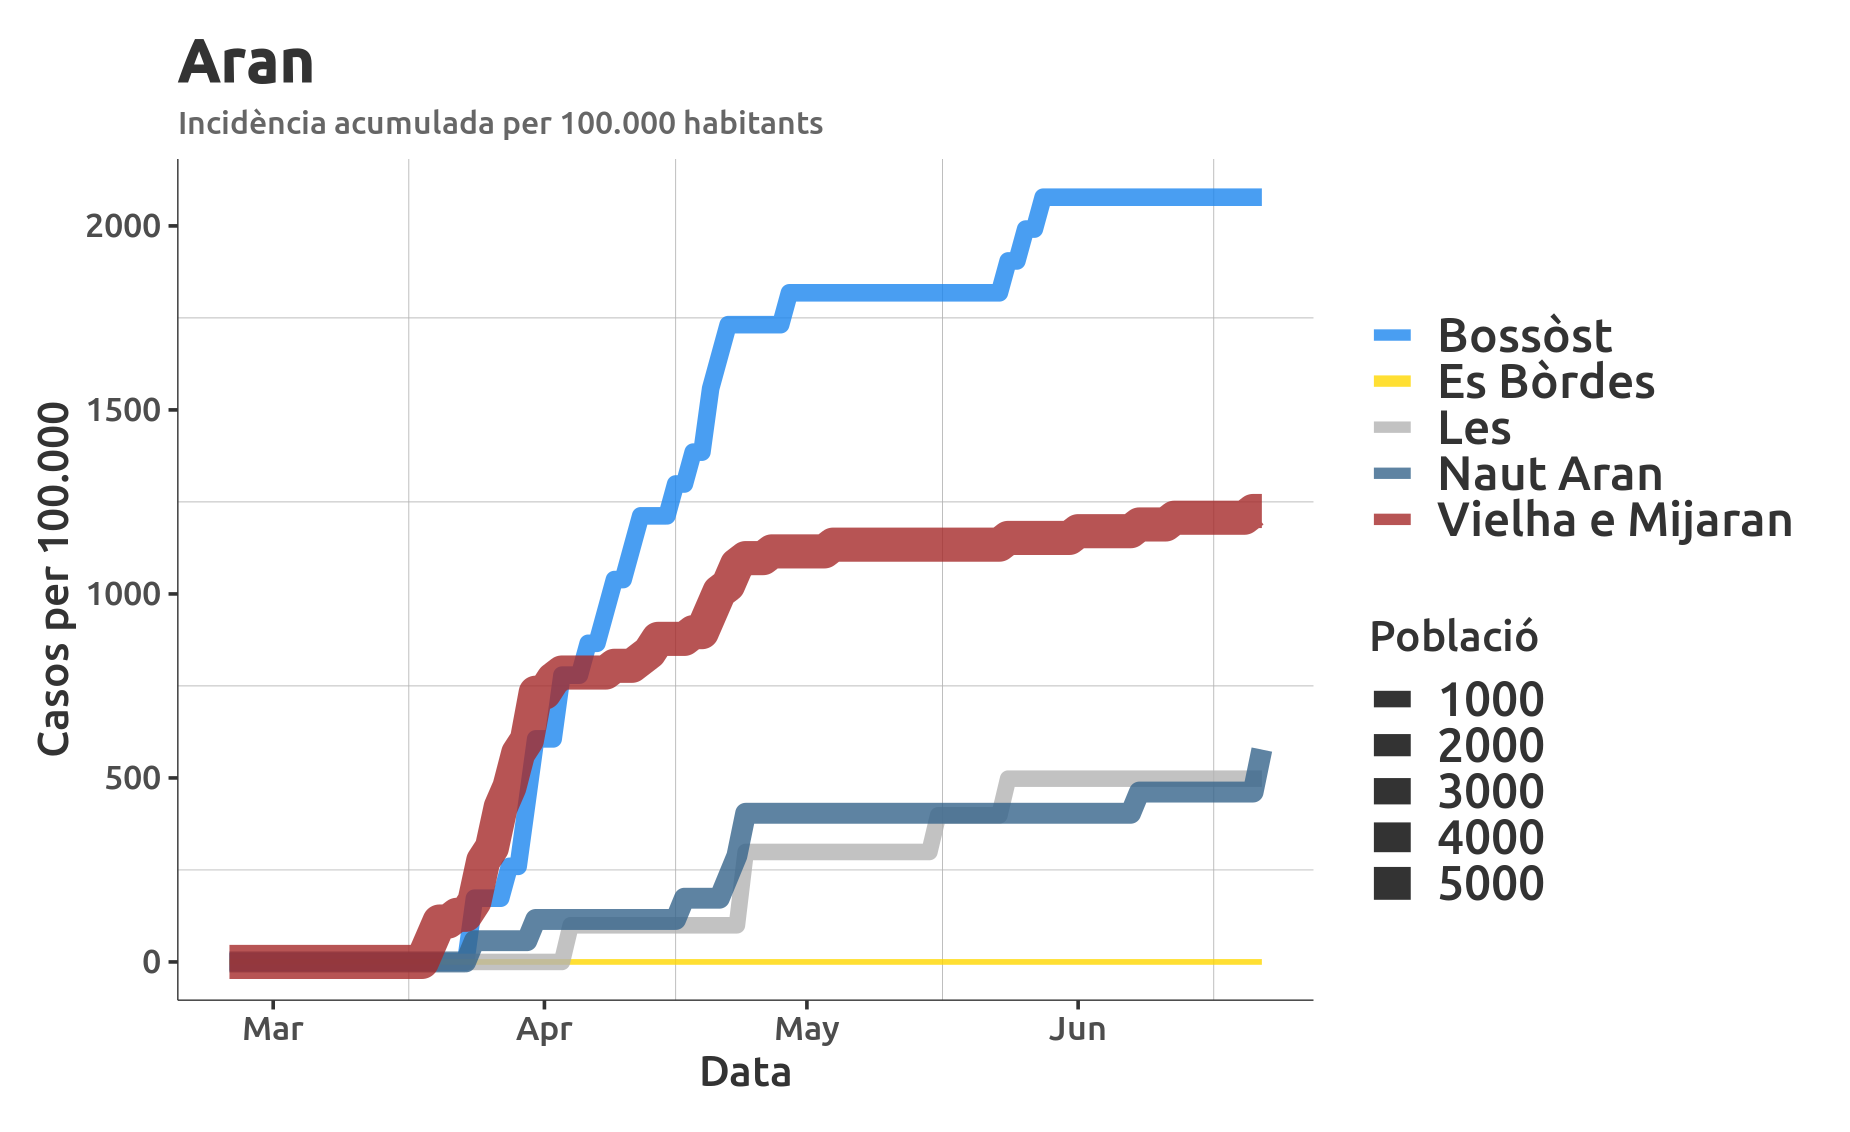 Aran
Incidència acumulada per 100.000 habitants
Casos per 100.000
2000
1500
1000
500
0
Mar
Apr
May
Jun
Data
Bossòst
Es Bòrdes
Les
Naut Aran
Vielha e Mijaran
Població
1000
2000
3000
4000
5000